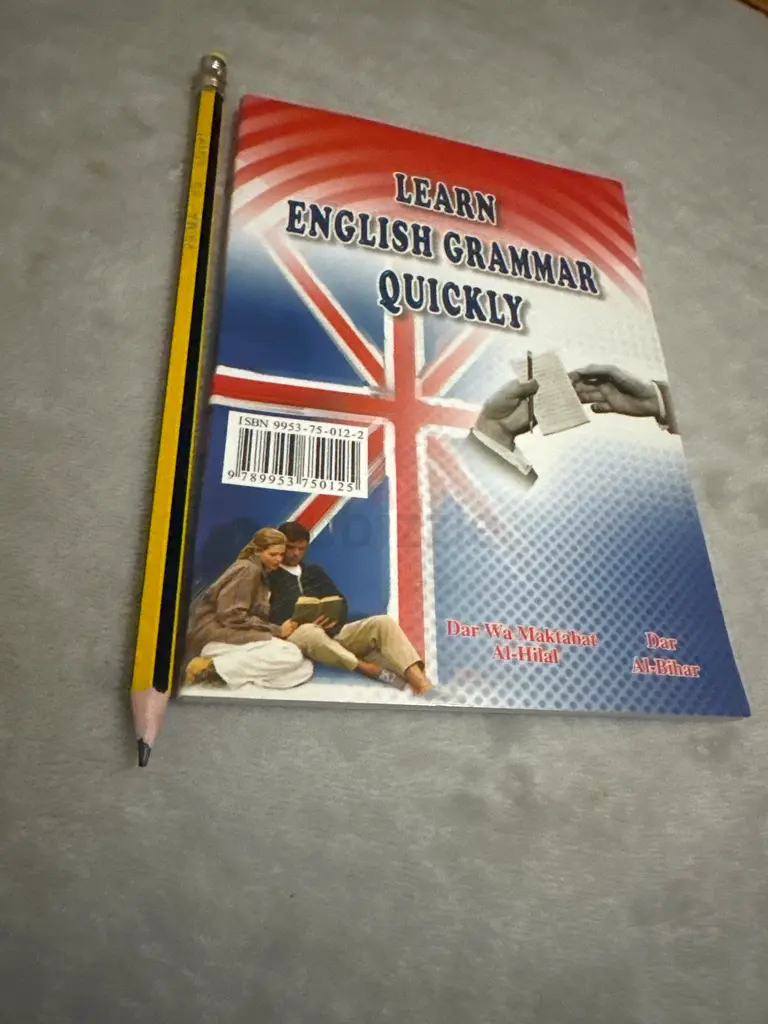 LEARN
ENGLISH GRAMMAR
QUICKLY
ISBN 9953-75-012-2
9 789953 750125
Dar Wa Maktabat
Al-Hilal
Dar
Al-Bihar